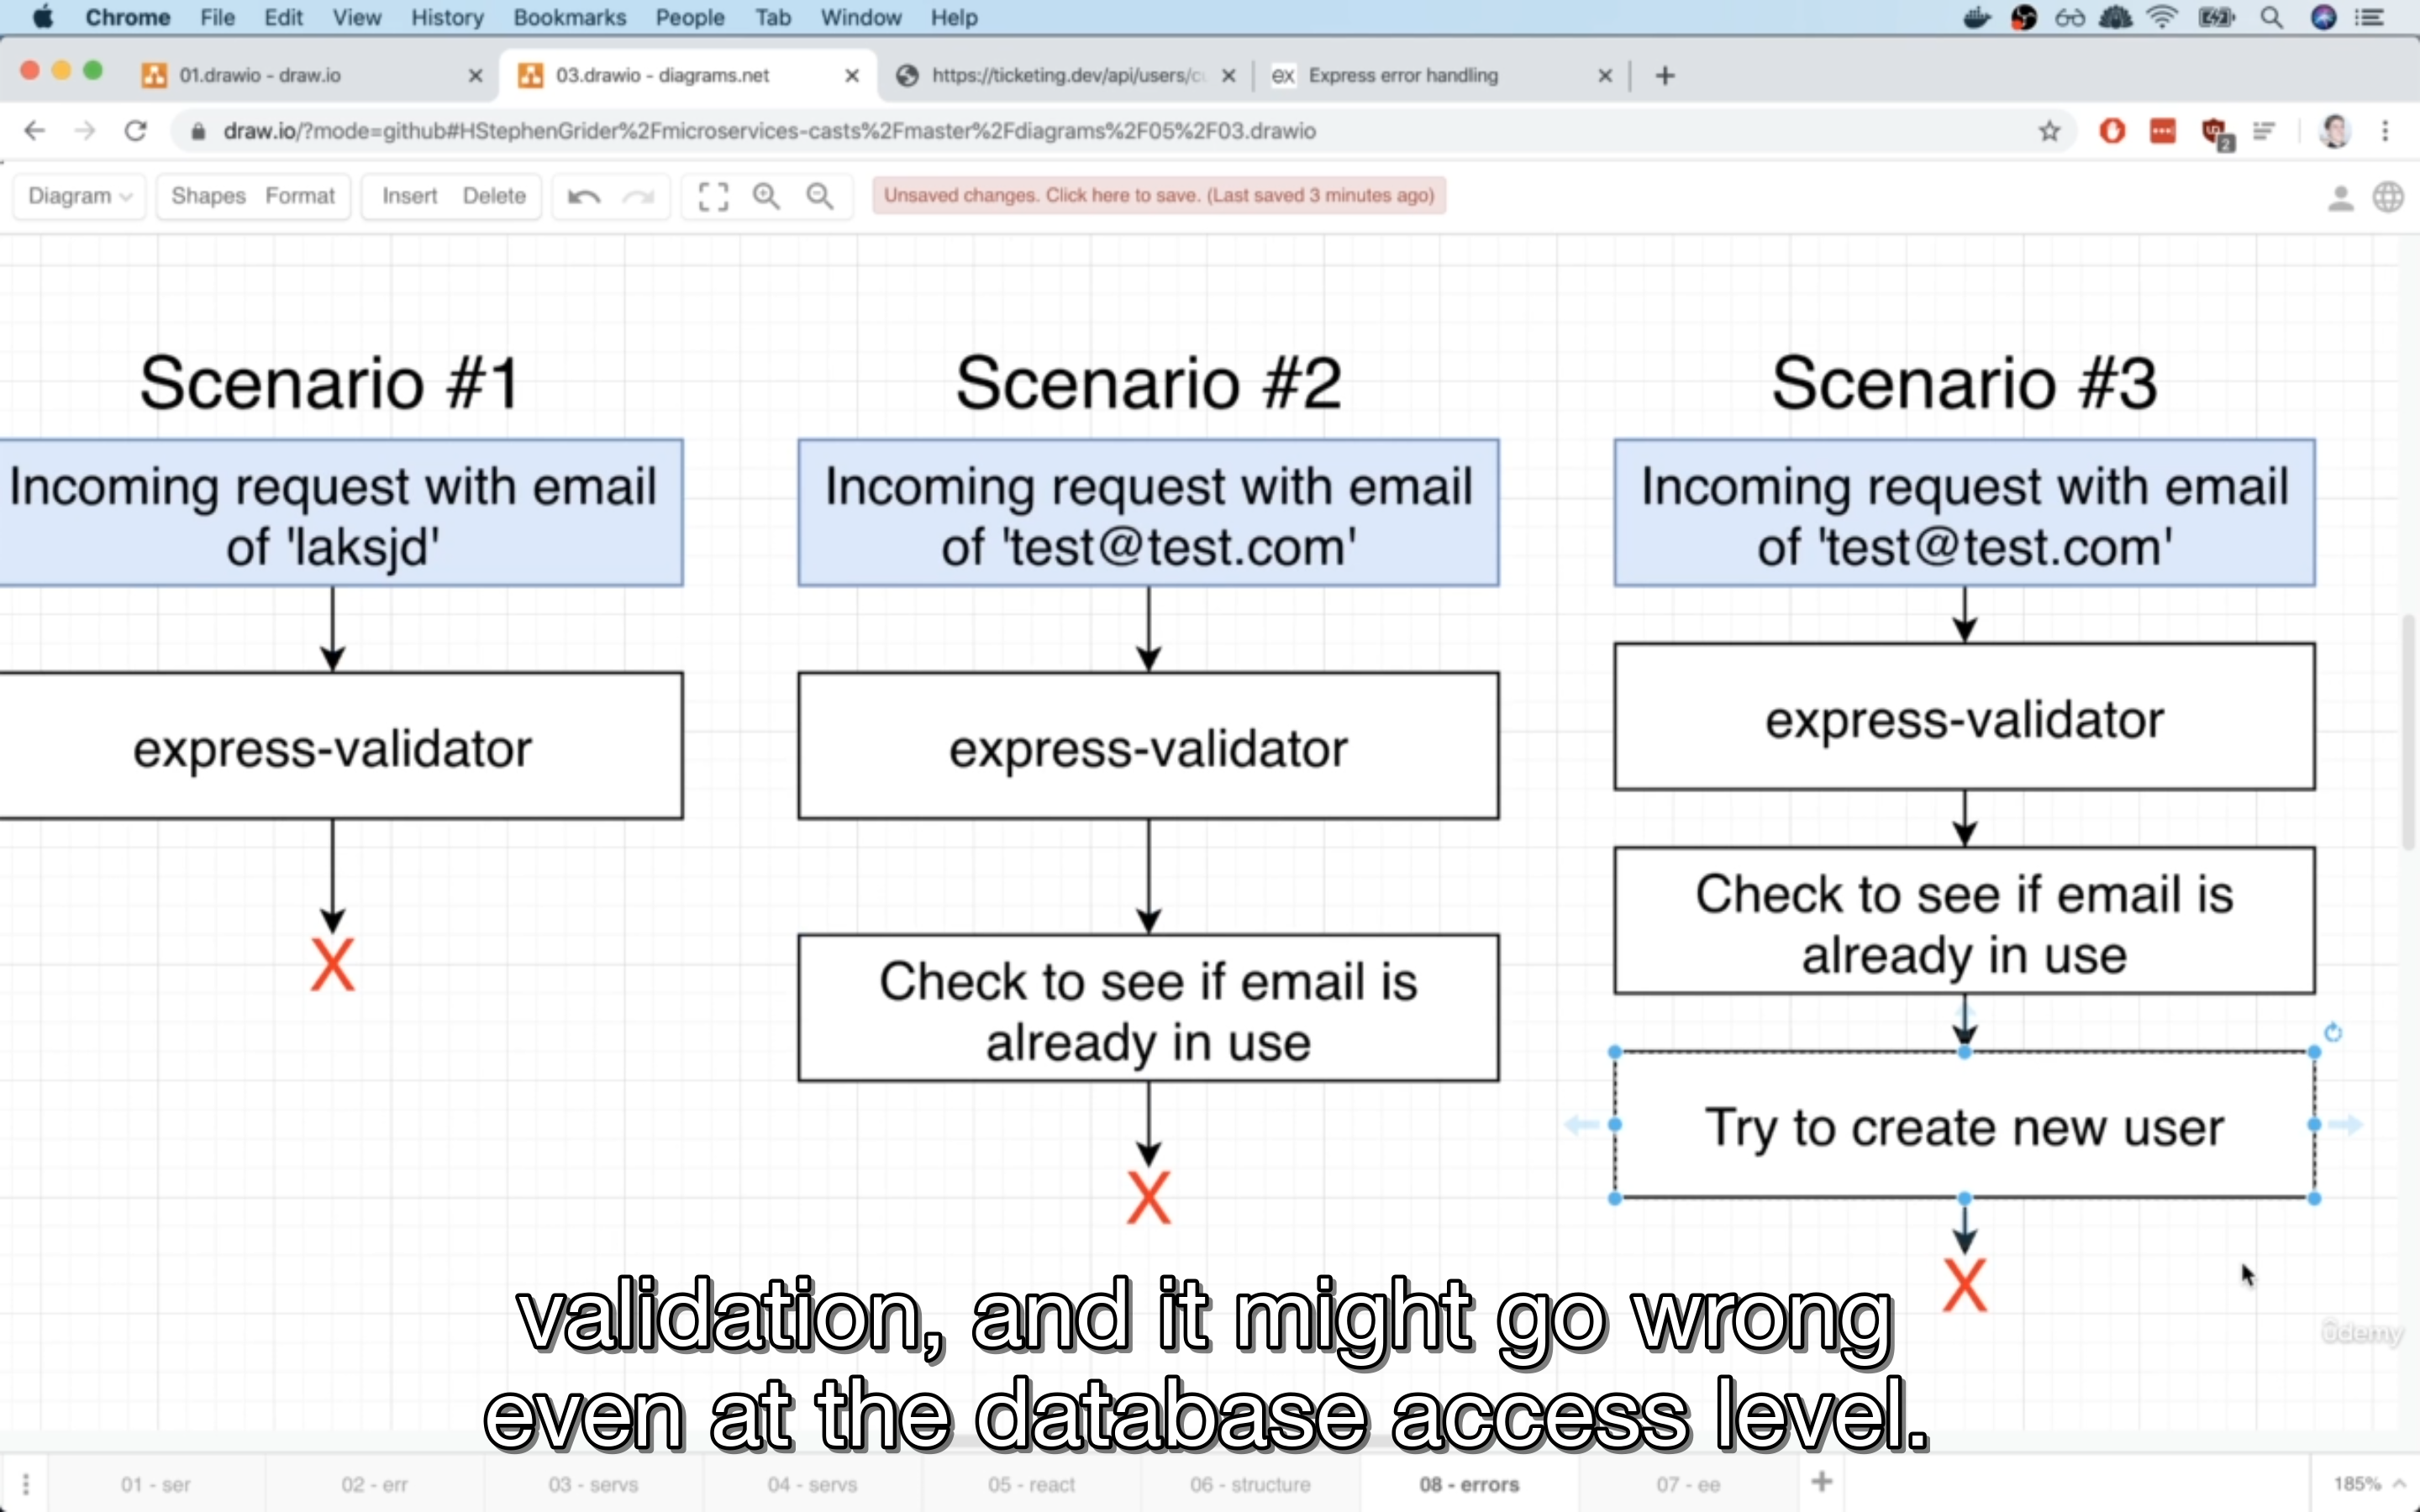 Chrome File Edit View History Bookmarks People Tab Window Help
01.drawio - draw.io
03.drawio - diagrams.net
https://ticketing.dev/api/users/cu
ex Express error handling
draw.io/?mode=github#HStephenGrider%2Fmicroservices-casts%2Fmaster%2Fdiagrams%2F05%2F03.drawio
2
Diagram Shapes Format Insert Delete
Unsaved changes. Click here to save. (Last saved 3 minutes ago)
Scenario #1
Incoming request with email
of 'laksjd'
express-validator
X
Scenario #2
Incoming request with email
of 'test@test.com'
express-validator
Check to see if email is
already in use
X
Scenario #3
Incoming request with email
of 'test@test.com'
express-validator
Check to see if email is
already in use
Try to create new user
X
validation, and it might go wrong
even at the database access level.
ûdemy
01 - ser
02 - err
03 - servs
04 - servs
05 - react
06 - structure
08 - errors
07 - ee
185%